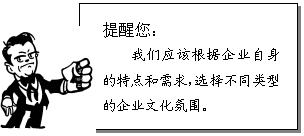 提醒您：
我们应该根据企业自身
的特点和需求，选择不同类型
的企业文化氛围。